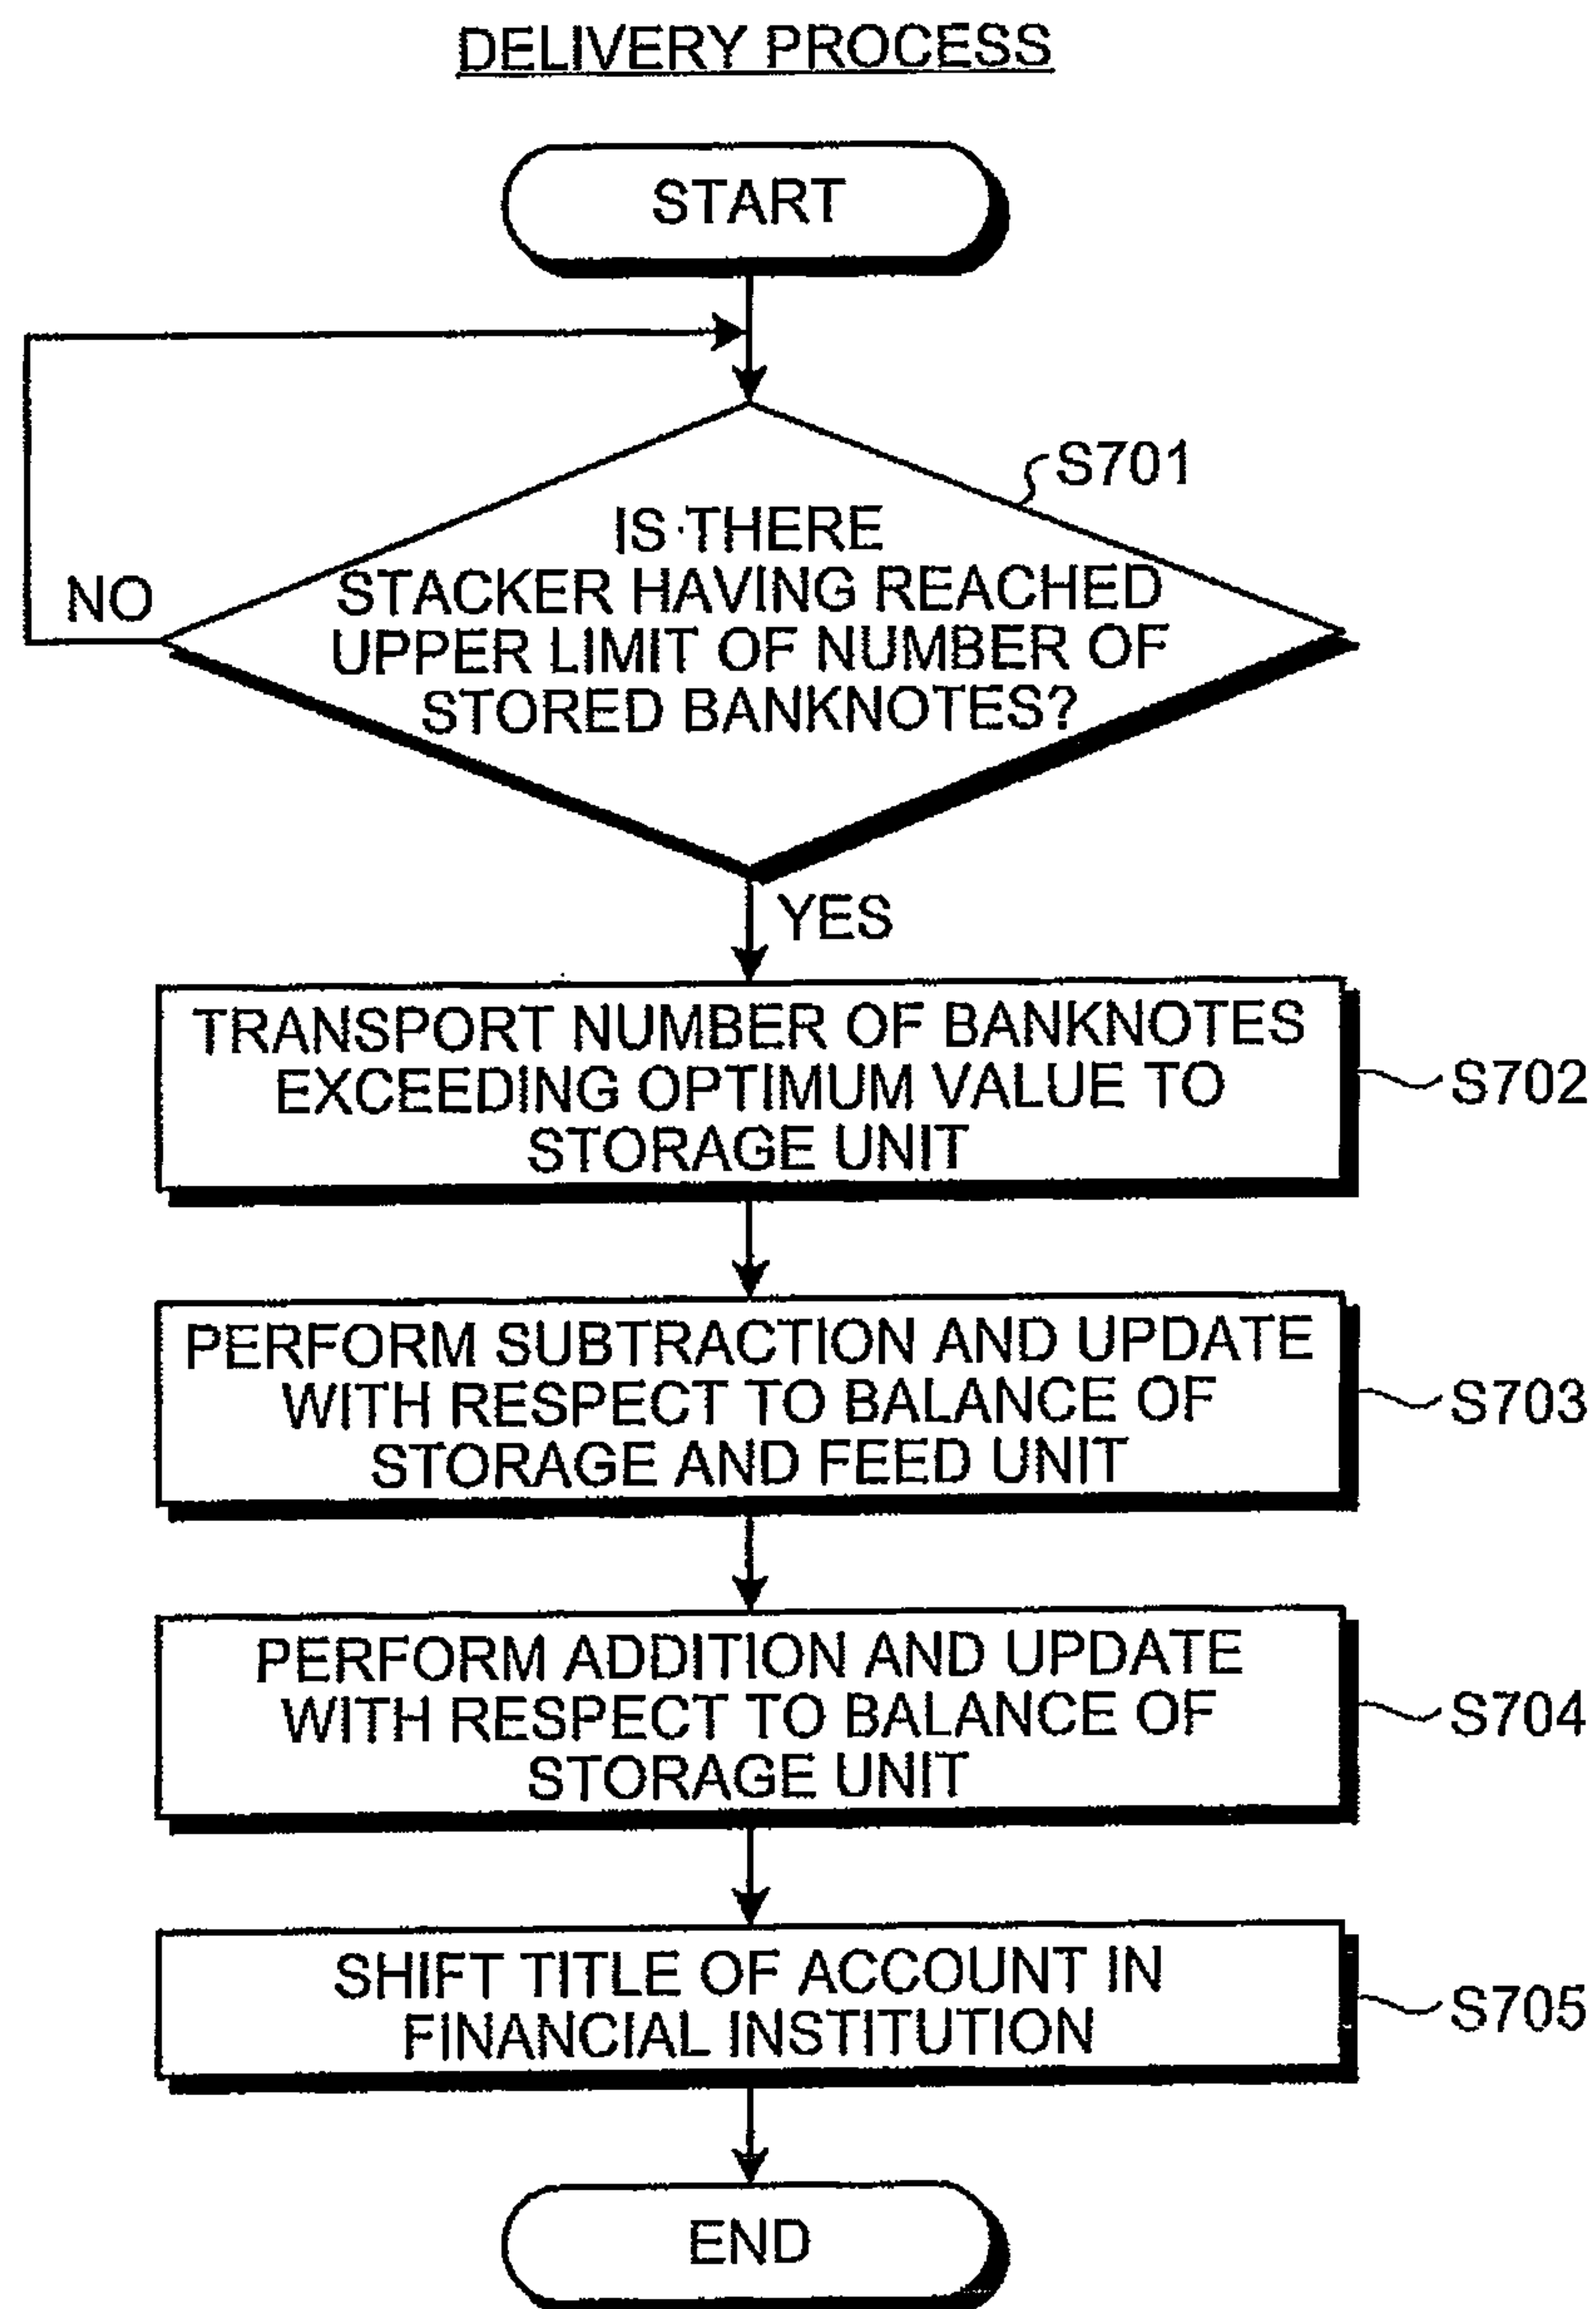 DELIVERY PROCESS
START
S701
IS THERE
STACKER HAVING REACHED
UPPER LIMIT OF NUMBER OF
STORED BANKNOTES?
NO
YES
TRANSPORT NUMBER OF BANKNOTES
EXCEEDING OPTIMUM VALUE TO
STORAGE UNIT
S702
PERFORM SUBTRACTION AND UPDATE
WITH RESPECT TO BALANCE OF
STORAGE AND FEED UNIT
S703
PERFORM ADDITION AND UPDATE
WITH RESPECT TO BALANCE OF
STORAGE UNIT
S704
SHIFT TITLE OF ACCOUNT IN
FINANCIAL INSTITUTION
S705
END